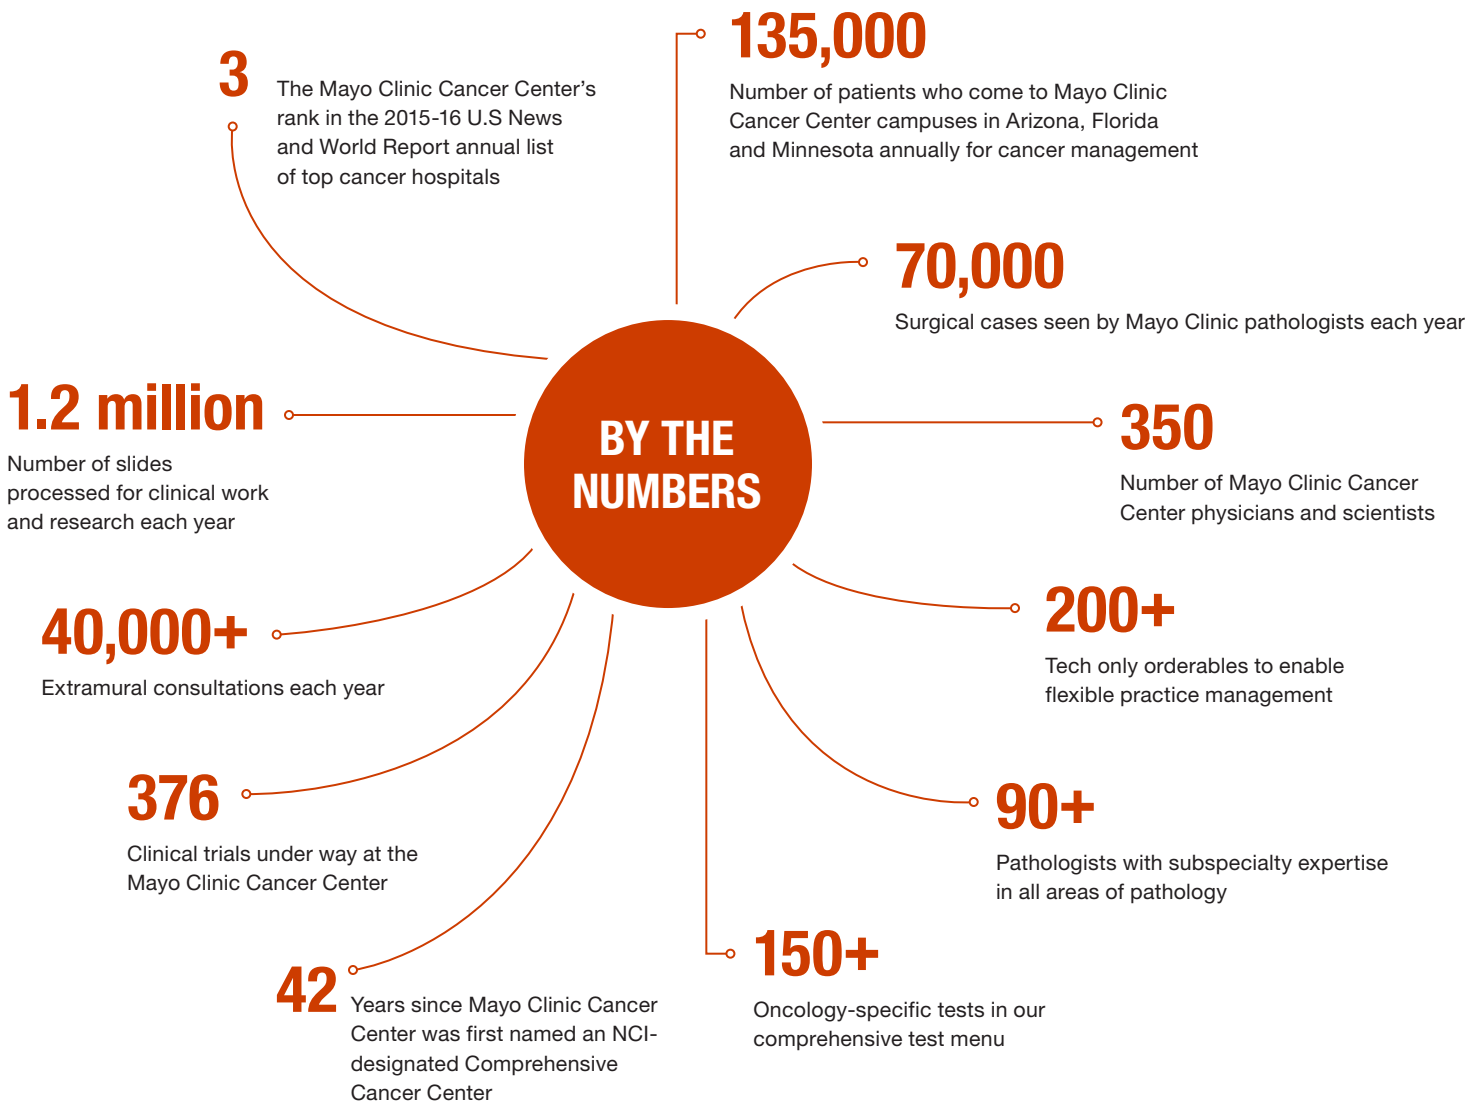 3
The Mayo Clinic Cancer Center’s
rank in the 2015-16 U.S News
and World Report annual list
of top cancer hospitals
135,000
Number of patients who come to Mayo Clinic
Cancer Center campuses in Arizona, Florida
and Minnesota annually for cancer management
70,000
Surgical cases seen by Mayo Clinic pathologists each year
1.2 million
Number of slides
processed for clinical work
and research each year
BY THE
NUMBERS
350
Number of Mayo Clinic Cancer
Center physicians and scientists
40,000+
Extramural consultations each year
200+
Tech only orderables to enable
flexible practice management
376
Clinical trials under way at the
Mayo Clinic Cancer Center
90+
Pathologists with subspecialty expertise
in all areas of pathology
42
Years since Mayo Clinic Cancer
Center was first named an NCI-
designated Comprehensive
Cancer Center
150+
Oncology-specific tests in our
comprehensive test menu